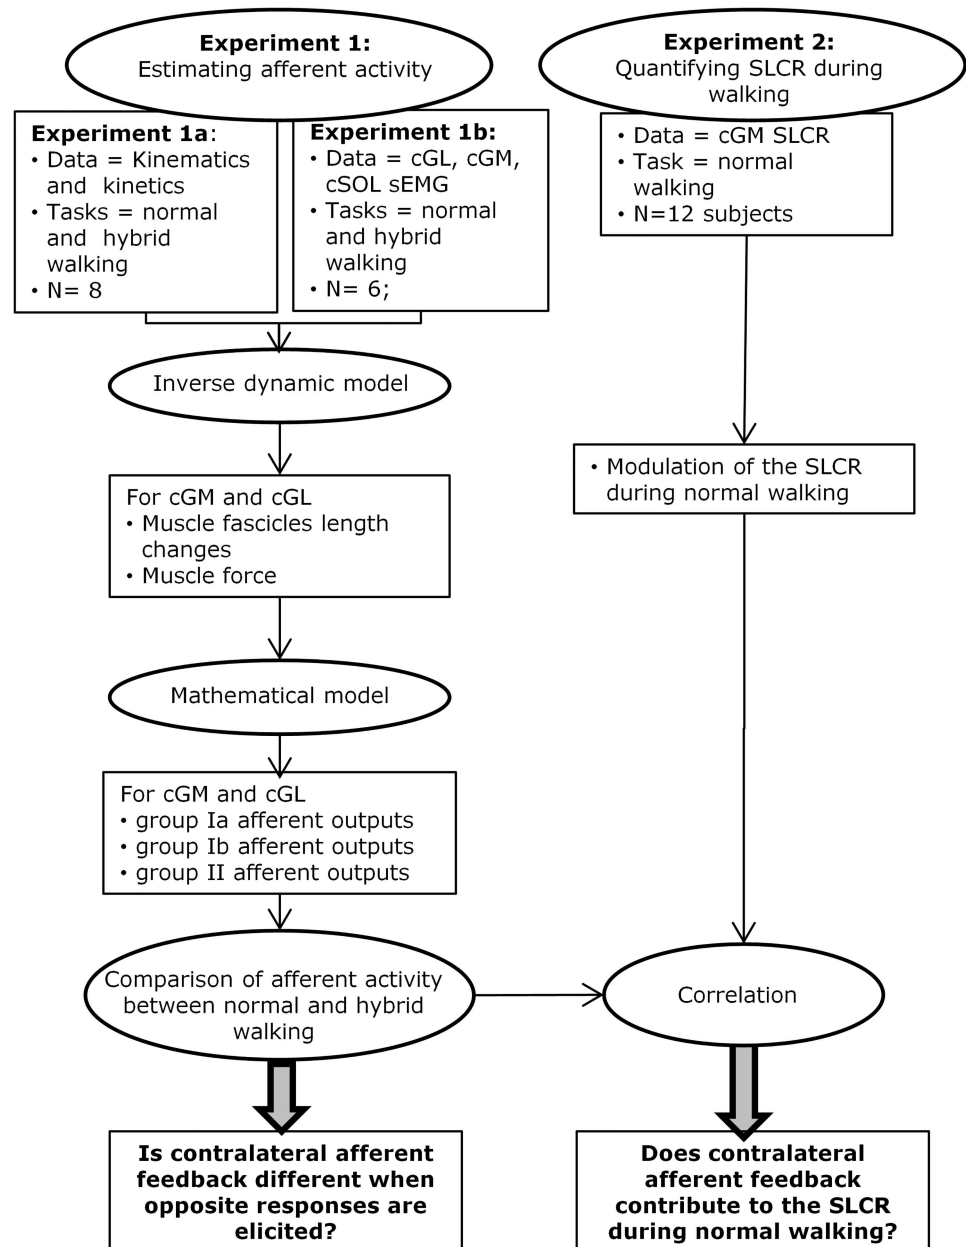 Experiment 1:
Estimating afferent activity
Experiment 1a:
• Data = Kinematics
and kinetics
• Tasks = normal
and hybrid
walking
• N= 8
Experiment 1b:
• Data = cGL, cGM,
cSOL sEMG
• Tasks = normal
and hybrid
walking
• N= 6;
Inverse dynamic model
For cGM and cGL
• Muscle fascicles length
changes
• Muscle force
Mathematical model
For cGM and cGL
• group Ia afferent outputs
• group Ib afferent outputs
• group II afferent outputs
Comparison of afferent activity
between normal and hybrid
walking
Is contralateral afferent
feedback different when
opposite responses are
elicited?
Experiment 2:
Quantifying SLCR during
walking
• Data = cGM SLCR
• Task = normal
walking
• N=12 subjects
• Modulation of the SLCR
during normal walking
Correlation
Does contralateral
afferent feedback
contribute to the SLCR
during normal walking?